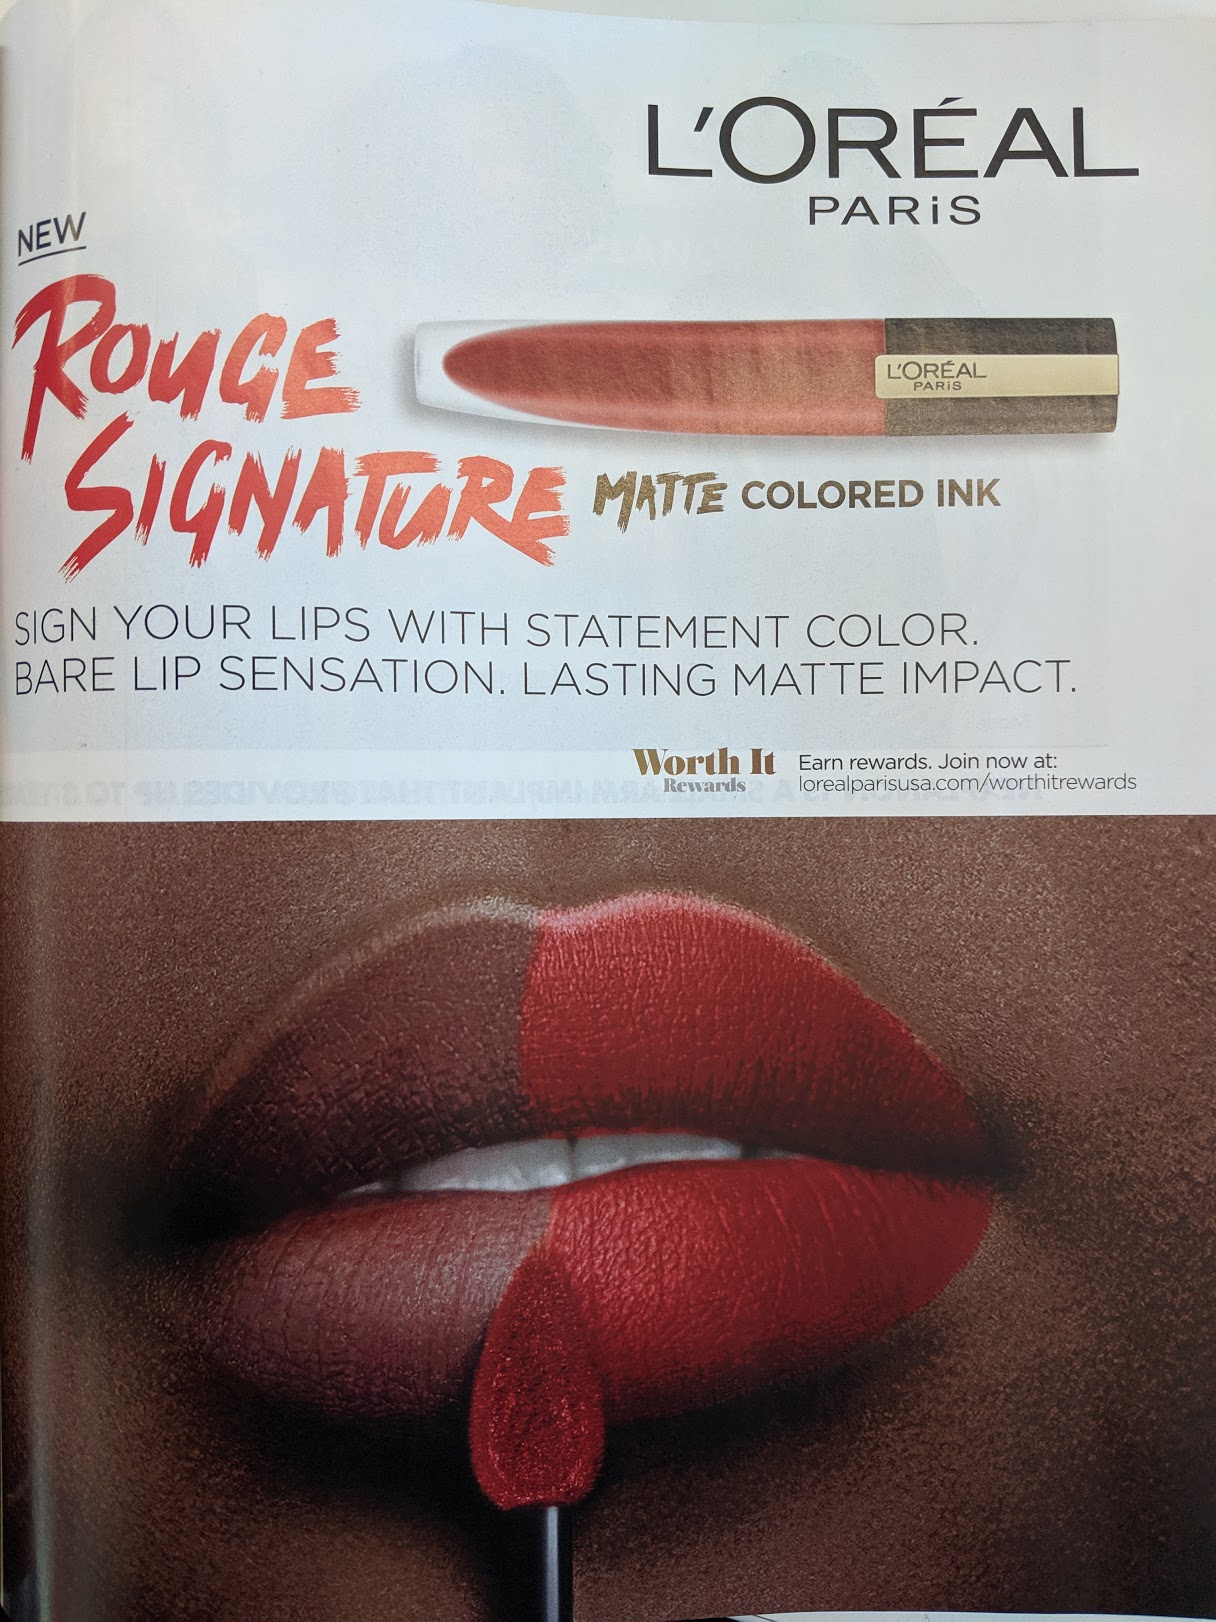 L'ORÉAL
PARiS
NEW
ROUGE
SIGNATURE
MATTE COLORED INK
L'ORÉAL
PARiS
SIGN YOUR LIPS WITH STATEMENT COLOR.
BARE LIP SENSATION. LASTING MATTE IMPACT.
Worth It
Rewards
Earn rewards. Join now at:
lorealparisusa.com/worthitrewards